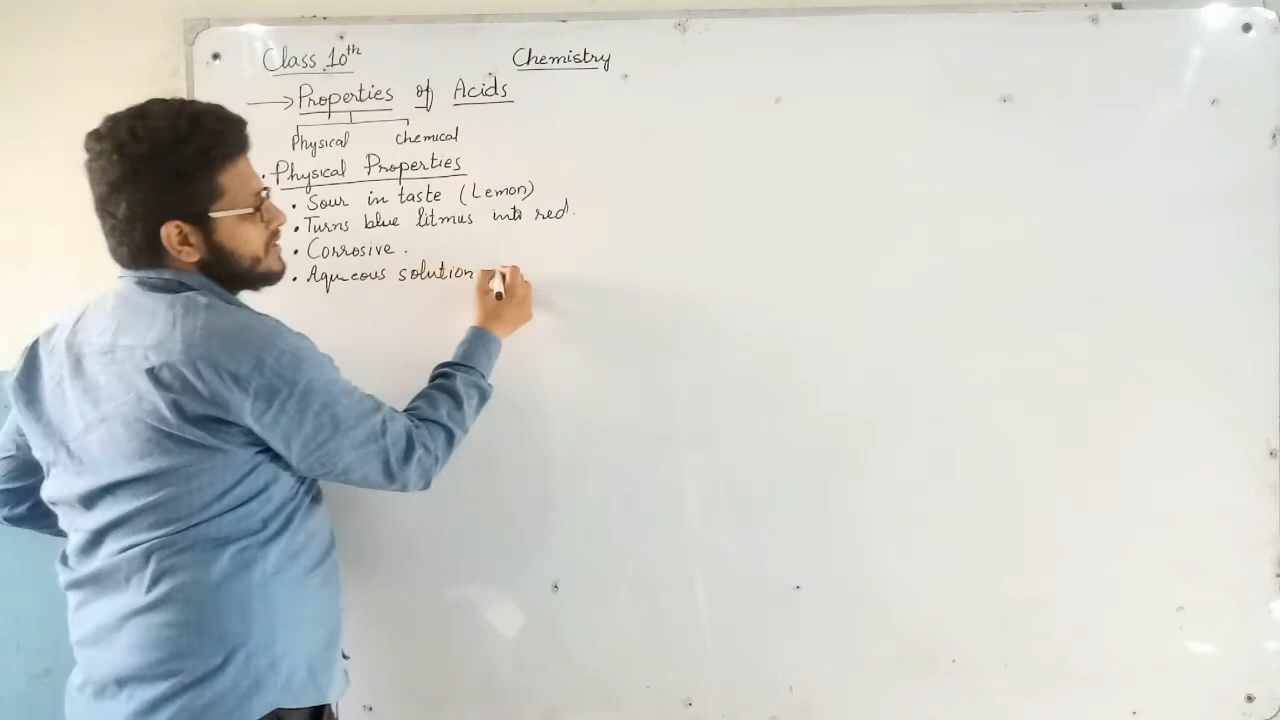 Class 10th Chemistry
→ Properties of Acids
Physical chemical
• Physical Properties
• Sour in taste (Lemon)
• Turns blue litmus into red.
• Corrosive.
• Aqueous solution